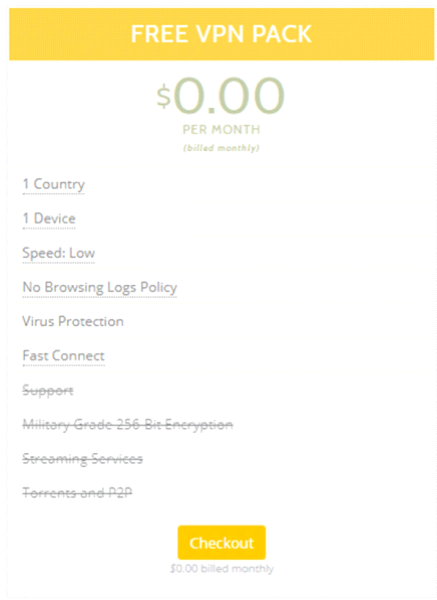 FREE VPN PACK
$0.00
PER MONTH
(billed monthly)
1 Country
1 Device
Speed: Low
No Browsing Logs Policy
Virus Protection
Fast Connect
Support
Military Grade 256 Bit Encryption
Streaming Services
Torrents and P2P
Checkout
$0.00 billed monthly